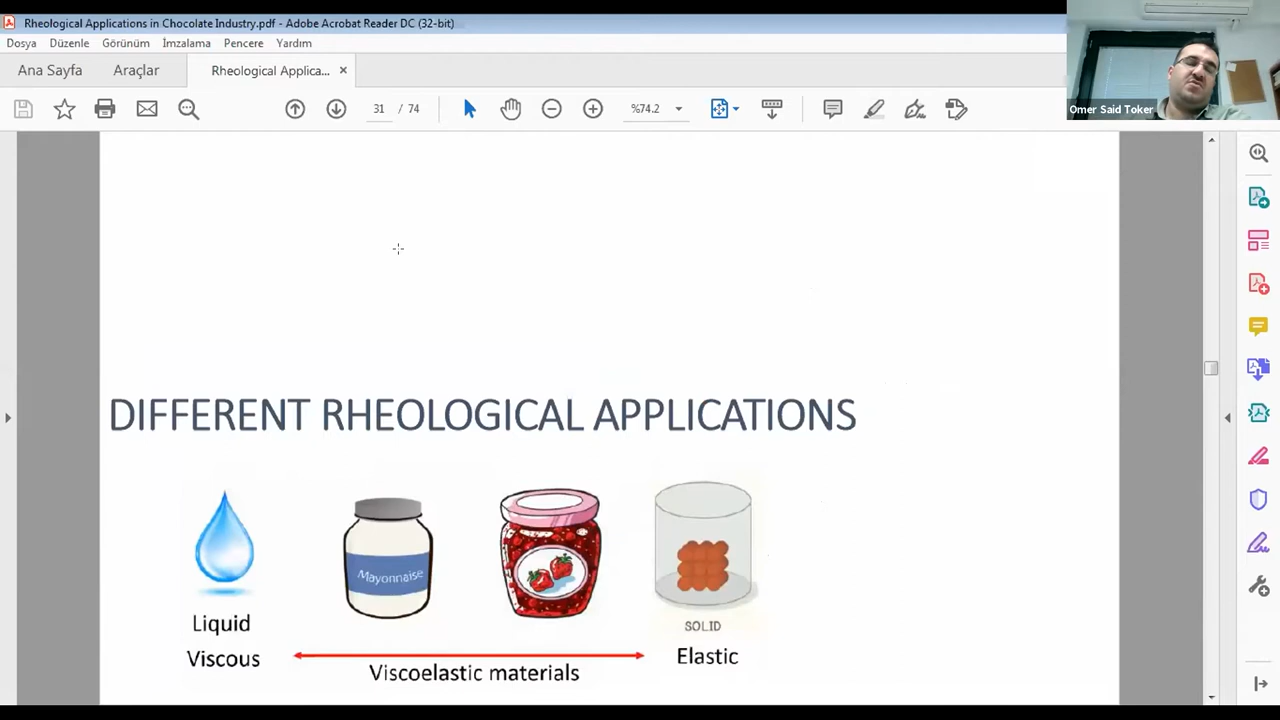 Rheological Applications in Chocolate Industry.pdf - Adobe Acrobat Reader DC (32-bit)
Dosya Düzenle Görünüm İmzalama Pencere Yardım
Ana Sayfa Araçlar Rheological Applica... ×
31 / 74 %74.2
Omer Said Toker
DIFFERENT RHEOLOGICAL APPLICATIONS
Mayonnaise
Liquid
Viscous
SOLID
Elastic
Viscoelastic materials